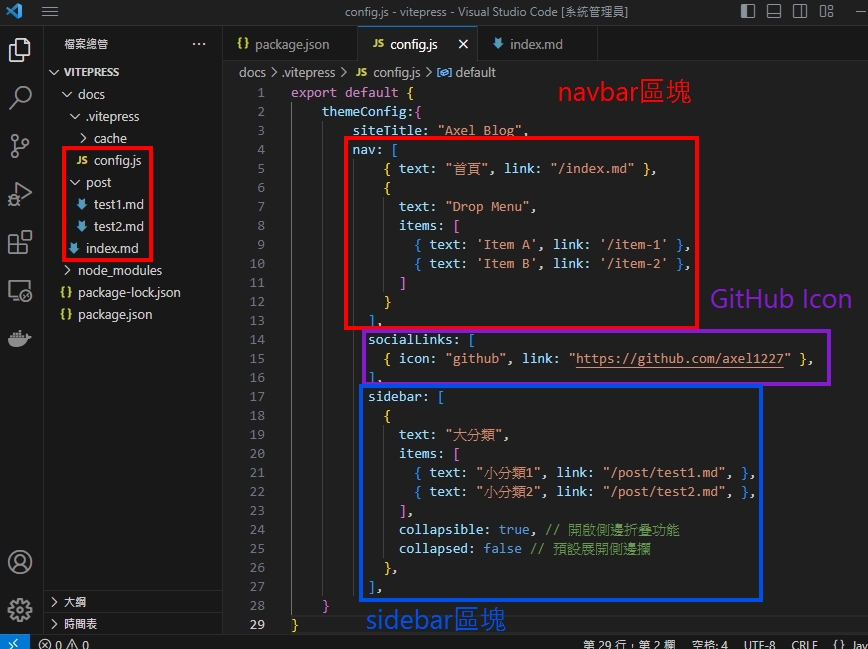 config.js - vitepress - Visual Studio Code [系統管理員]
檔案總管
package.json
JS config.js
index.md
VITEPRESS
docs
.vitepress
cache
JS config.js
post
test1.md
test2.md
index.md
node_modules
{} package-lock.json
{} package.json
大綱
時間表
docs > .vitepress > JS config.js > default
navbar區塊
1 export default {
2 themeConfig:{
3 siteTitle: "Axel Blog",
4 nav: [
5 { text: "首頁", link: "/index.md" },
6 {
7 text: "Drop Menu",
8 items: [
9 { text: 'Item A', link: '/item-1' },
10 { text: 'Item B', link: '/item-2' },
11 ]
12 }
13 ],
GitHub Icon
14 socialLinks: [
15 { icon: "github", link: "https://github.com/axel1227" },
16 ],
17 sidebar: [
18 {
19 text: "大分類",
20 items: [
21 { text: "小分類1", link: "/post/test1.md", },
22 { text: "小分類2", link: "/post/test2.md", },
23 ],
24 collapsible: true, // 開啟側邊折疊功能
25 collapsed: false // 預設展開側邊攔
26 },
27 ],
28 }
29 }
sidebar區塊
0 0
第 29 行，第 2 欄 空格: 4 UTF-8 CRLF {} Jav